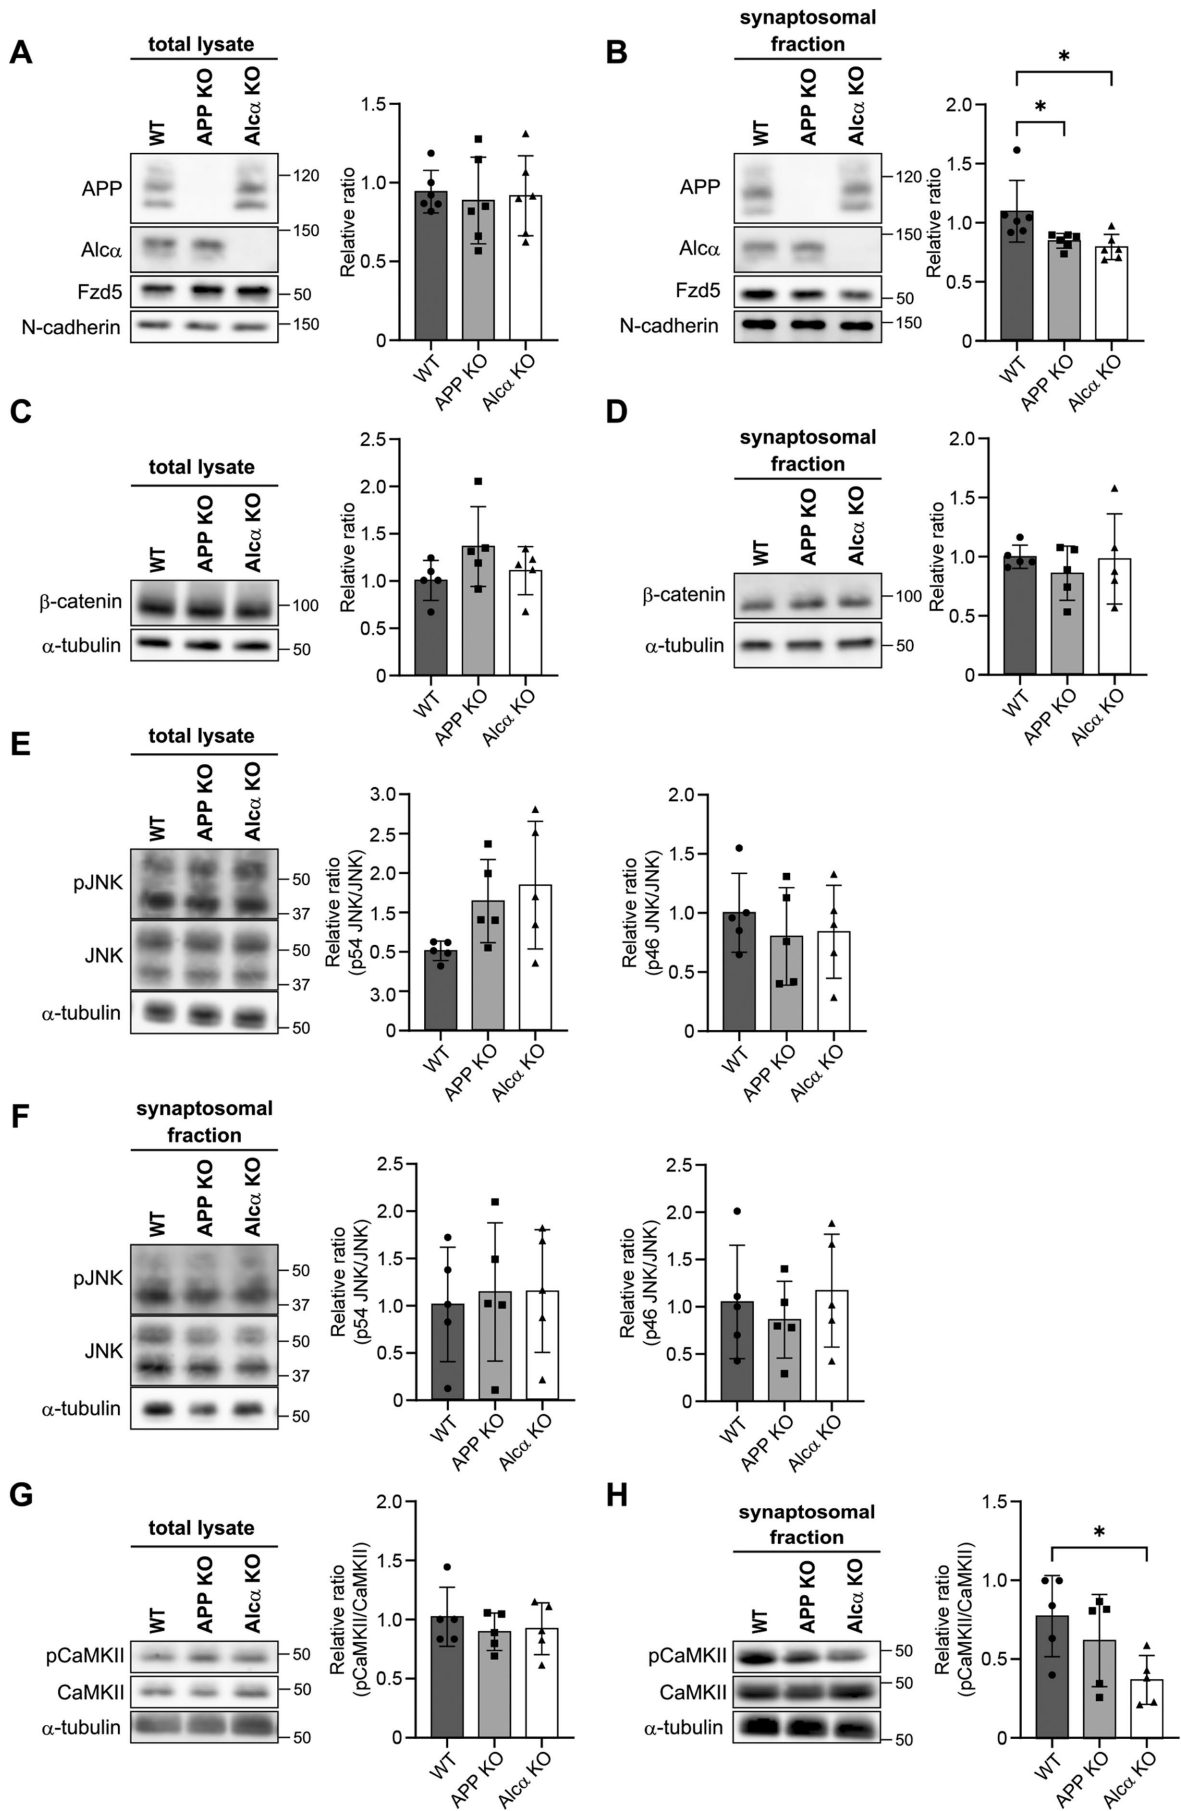 A
total lysate
WT
APP KO
Alcα KO
APP
120
Alcα
150
Fzd5
50
N-cadherin
150
Relative ratio
1.5
1.0
0.5
0
WT
APP KO
Alcα KO
B
synaptosomal
fraction
WT
APP KO
Alcα KO
APP
120
Alcα
150
Fzd5
50
N-cadherin
150
Relative ratio
2.0
1.5
1.0
0.5
0
*
*
WT
APP KO
Alcα KO
C
total lysate
WT
APP KO
Alcα KO
β-catenin
100
α-tubulin
50
Relative ratio
2.5
2.0
1.5
1.0
0.5
0
WT
APP KO
Alcα KO
D
synaptosomal
fraction
WT
APP KO
Alcα KO
β-catenin
100
α-tubulin
50
Relative ratio
2.0
1.5
1.0
0.5
0
WT
APP KO
Alcα KO
E
total lysate
WT
APP KO
Alcα KO
pJNK
50
37
JNK
50
37
α-tubulin
50
Relative ratio
(p54 JNK/JNK)
3.0
2.5
2.0
1.5
0.5
3.0
0
WT
APP KO
Alcα KO
Relative ratio
(p46 JNK/JNK)
2.0
1.5
1.0
0.5
0
WT
APP KO
Alcα KO
F
synaptosomal
fraction
WT
APP KO
Alcα KO
pJNK
50
37
JNK
50
37
α-tubulin
50
Relative ratio
(p54 JNK/JNK)
2.5
2.0
1.5
1.0
0.5
0
WT
APP KO
Alcα KO
Relative ratio
(p46 JNK/JNK)
2.5
2.0
1.5
1.0
0.5
0
WT
APP KO
Alcα KO
G
total lysate
WT
APP KO
Alcα KO
pCaMKII
50
CaMKII
50
α-tubulin
50
Relative ratio
(pCaMKII/CaMKII)
2.0
1.5
1.0
0.5
0
WT
APP KO
Alcα KO
H
synaptosomal
fraction
WT
APP KO
Alcα KO
pCaMKII
50
CaMKII
50
α-tubulin
50
Relative ratio
(pCaMKII/CaMKII)
1.5
1.0
0.5
0
*
WT
APP KO
Alcα KO